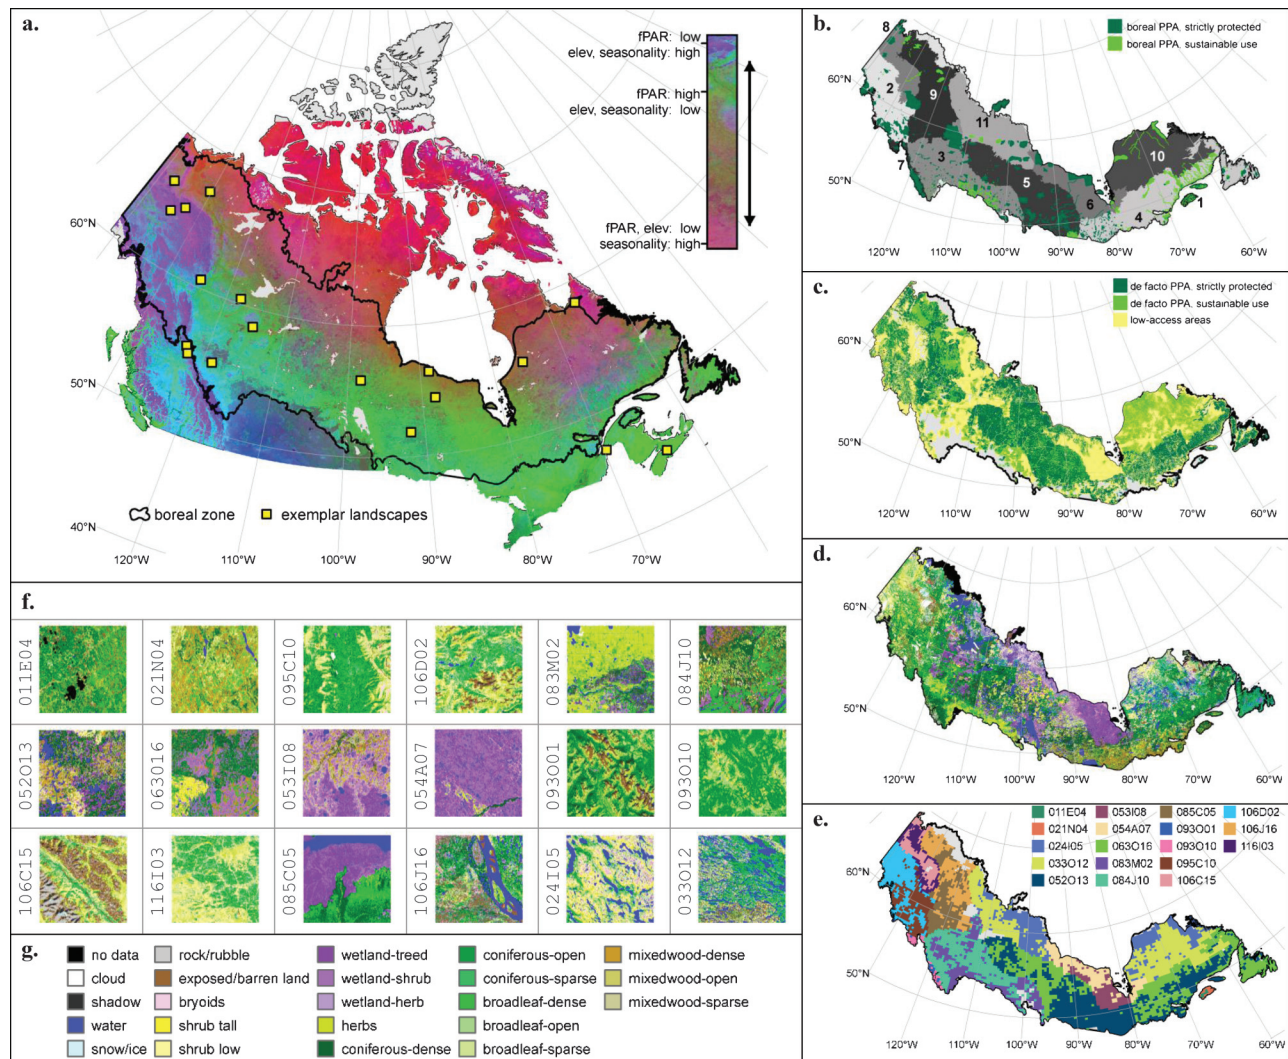 a.
fPAR: low
elev, seasonality: high
fPAR: high
elev, seasonality: low
fPAR, elev: low
seasonality: high
60°N
50°N
40°N
boreal zone
exemplar landscapes
120°W
110°W
100°W
90°W
80°W
70°W
b.
boreal PPA. strictly protected
boreal PPA. sustainable use
8
2
9
11
3
7
5
6
10
4
1
60°N
50°N
120°W
110°W
100°W
90°W
80°W
70°W
60°W
c.
de facto PPA. strictly protected
de facto PPA. sustainable use
low-access areas
60°N
50°N
120°W
110°W
100°W
90°W
80°W
70°W
60°W
d.
60°N
50°N
120°W
110°W
100°W
90°W
80°W
70°W
60°W
e.
011E04
053I08
085C05
106D02
021N04
054A07
093O01
106J16
024I05
063O16
093O10
116I03
033O12
083M02
095C10
052O13
084J10
106C15
60°N
50°N
120°W
110°W
100°W
90°W
80°W
70°W
60°W
f.
011E04
021N04
095C10
106D02
083M02
084J10
052O13
063O16
053I08
054A07
093O01
093O10
106C15
116I03
085C05
106J16
024I05
033O12
g.
no data
rock/rubble
wetland-treed
coniferous-open
mixedwood-dense
cloud
exposed/barren land
wetland-shrub
coniferous-sparse
mixedwood-open
shadow
bryoids
wetland-herb
broadleaf-dense
mixedwood-sparse
water
shrub tall
herbs
broadleaf-open
snow/ice
shrub low
coniferous-dense
broadleaf-sparse